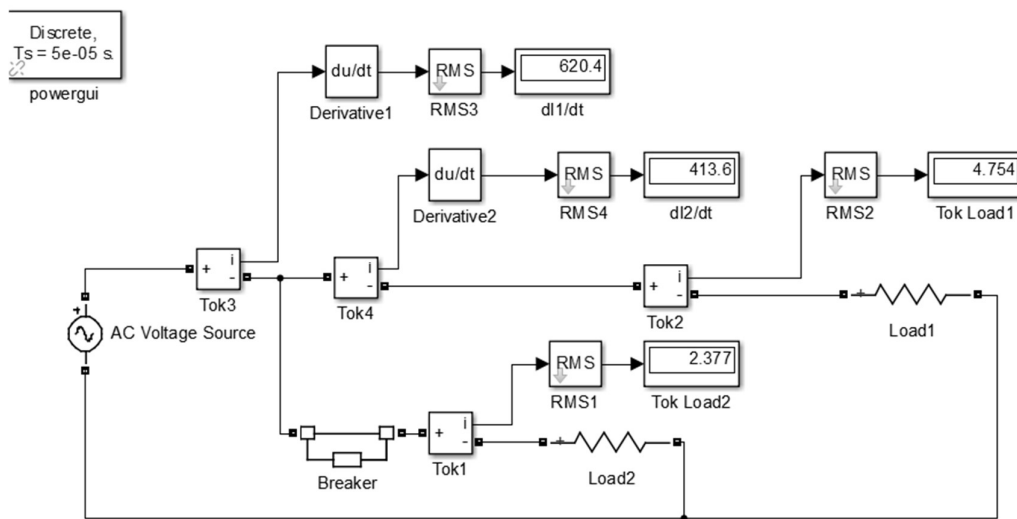 Discrete,
Ts = 5e-05 s.
powergui
du/dt
Derivative1
RMS
RMS3
620.4
dI1/dt
du/dt
Derivative2
RMS
RMS4
413.6
dI2/dt
RMS
RMS2
4.754
Tok Load1
+ i -
Tok3
+ i -
Tok4
+ i -
Tok2
+
Load1
+
AC Voltage Source
RMS
RMS1
2.377
Tok Load2
Breaker
+ i -
Tok1
+
Load2